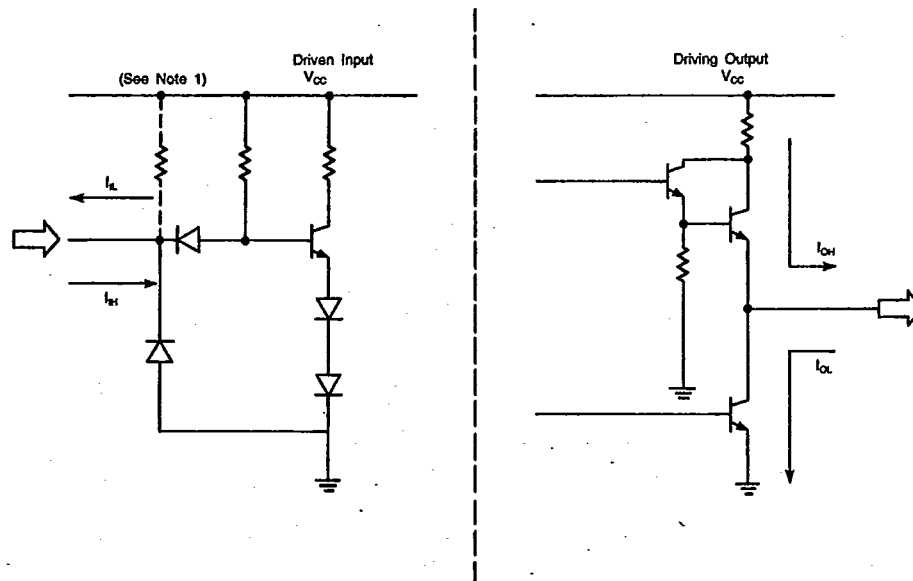 (See Note 1)
Driven Input
VCC
IIL
IIH
Driving Output
VCC
IOH
IOL